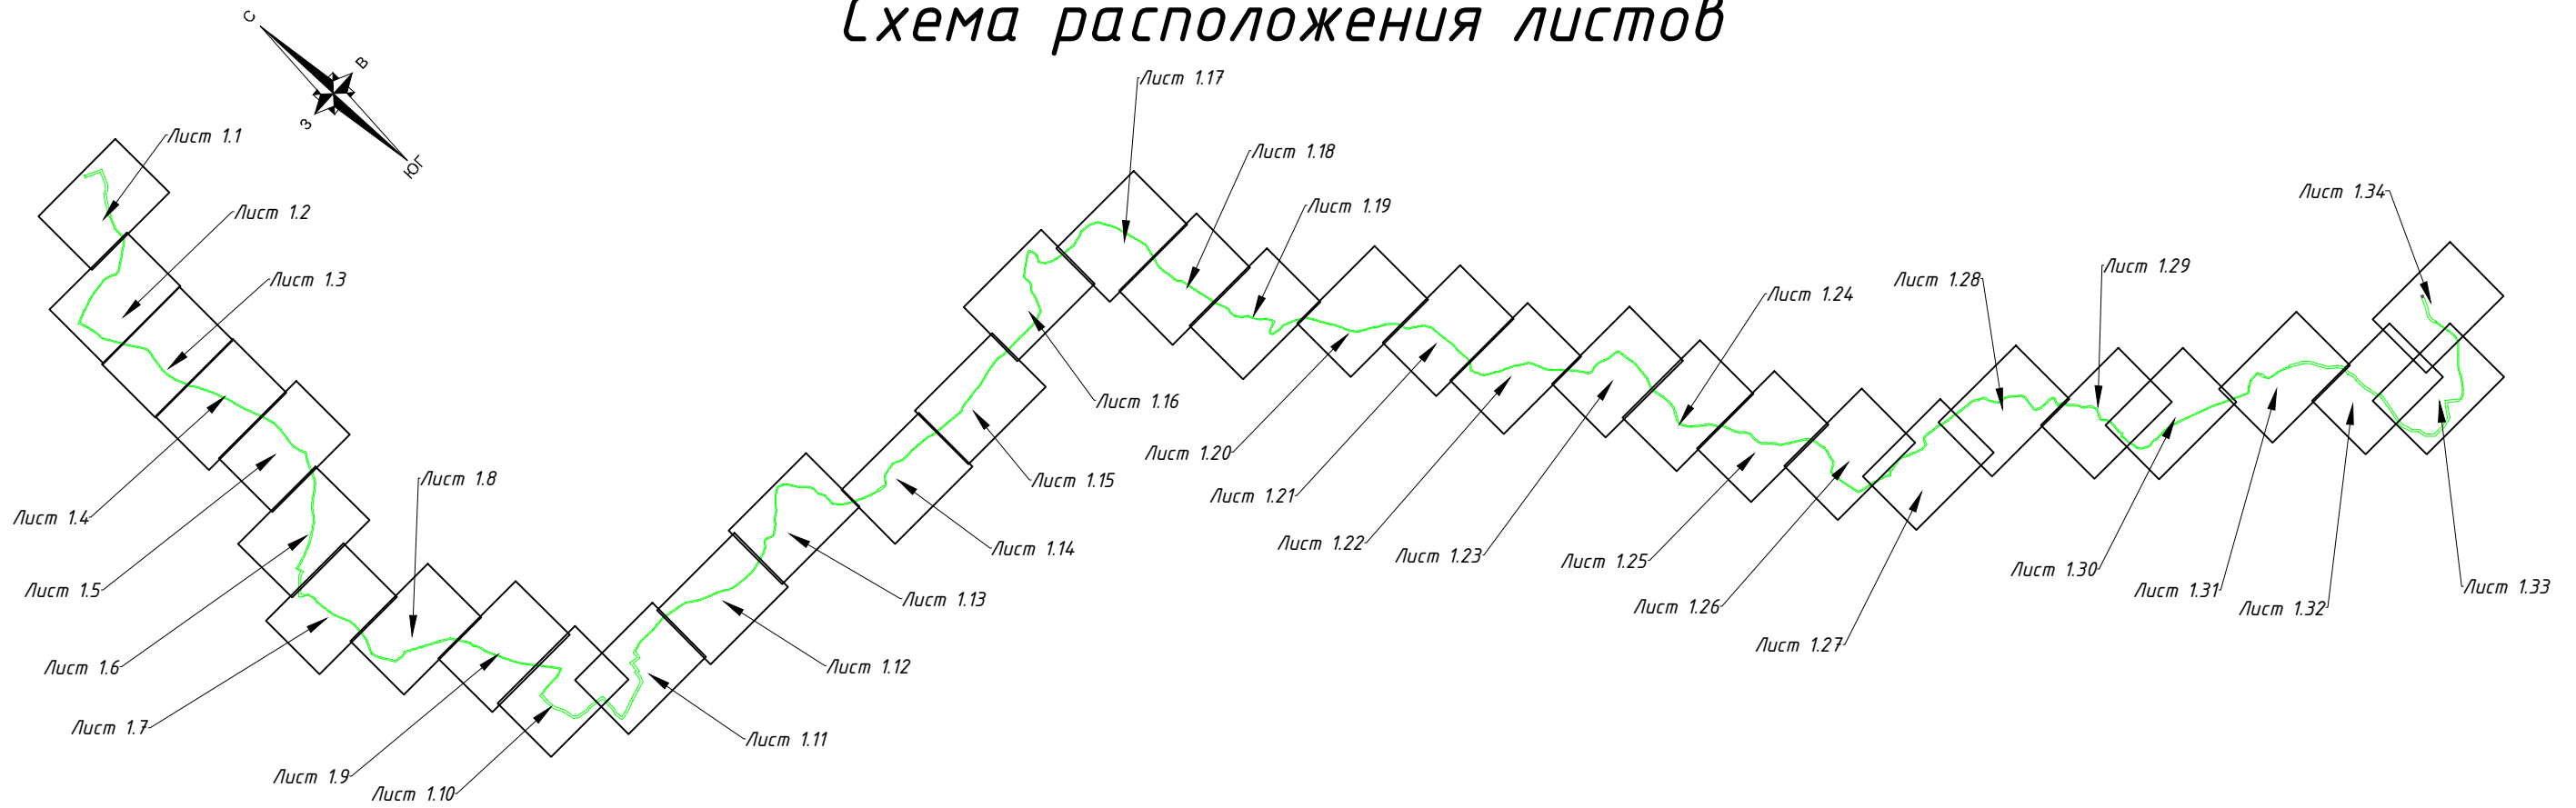 Схема расположения листов
С
В
З
ЮГ
Лист 1.1
Лист 1.2
Лист 1.3
Лист 1.4
Лист 1.5
Лист 1.6
Лист 1.7
Лист 1.8
Лист 1.9
Лист 1.10
Лист 1.11
Лист 1.12
Лист 1.13
Лист 1.14
Лист 1.15
Лист 1.16
Лист 1.17
Лист 1.18
Лист 1.19
Лист 1.20
Лист 1.21
Лист 1.22
Лист 1.23
Лист 1.24
Лист 1.25
Лист 1.26
Лист 1.27
Лист 1.28
Лист 1.29
Лист 1.30
Лист 1.31
Лист 1.32
Лист 1.33
Лист 1.34